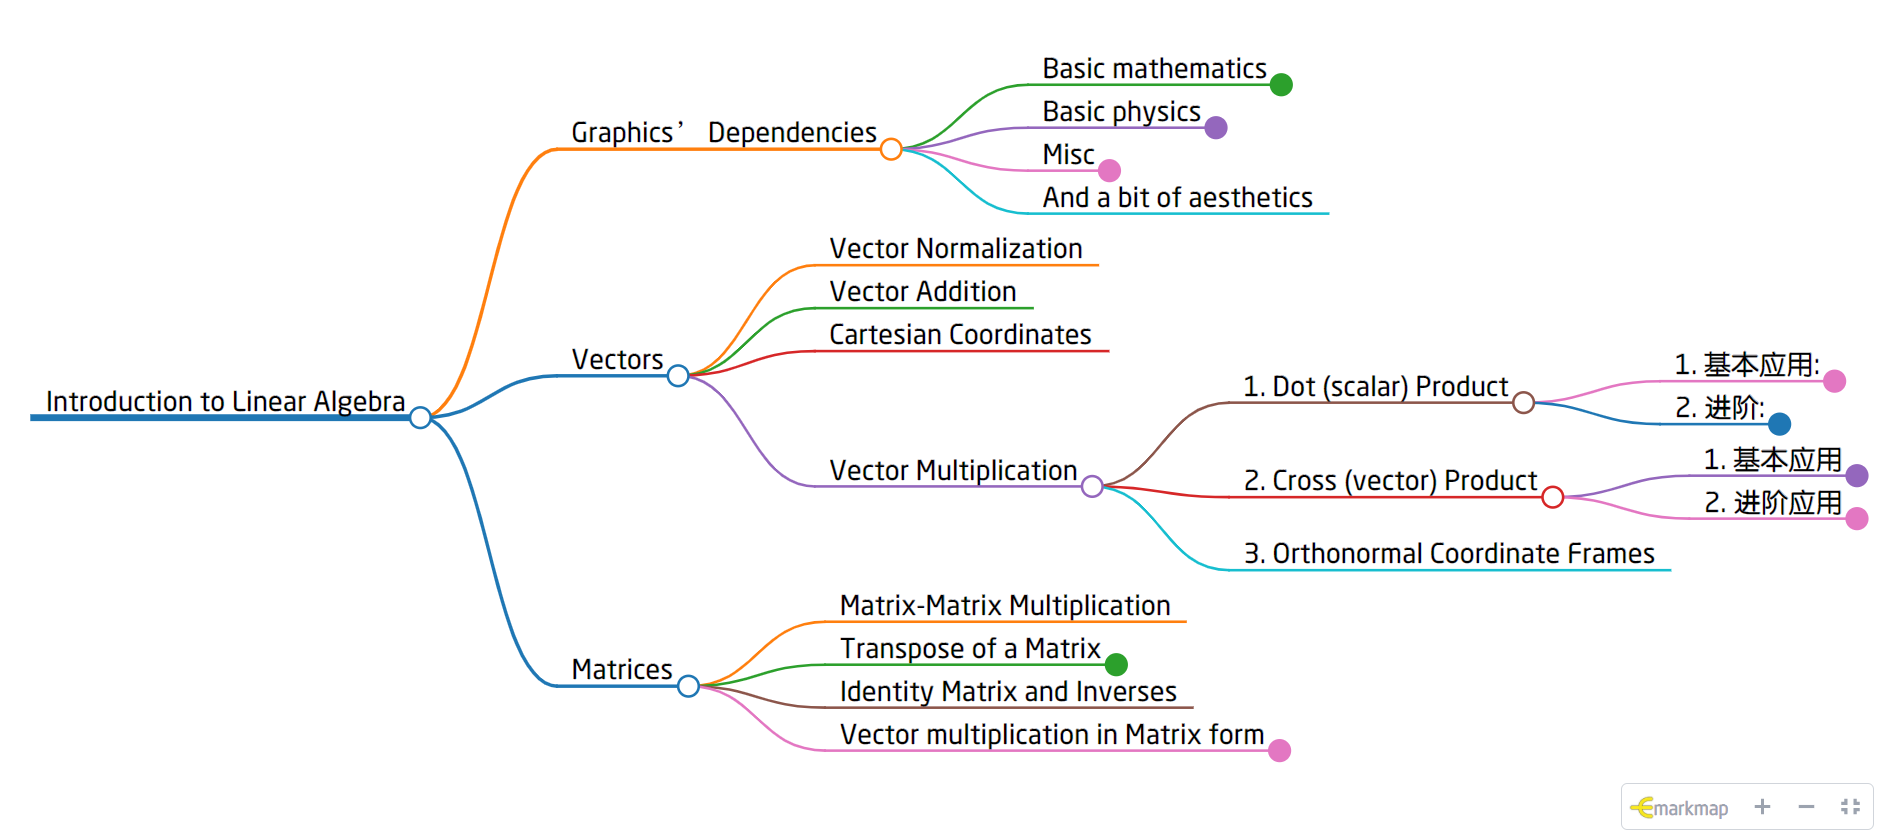 Introduction to Linear Algebra
Graphics’ Dependencies
Basic mathematics
Basic physics
Misc
And a bit of aesthetics
Vectors
Vector Normalization
Vector Addition
Cartesian Coordinates
Vector Multiplication
1. Dot (scalar) Product
1. 基本应用:
2. 进阶:
2. Cross (vector) Product
1. 基本应用
2. 进阶应用
3. Orthonormal Coordinate Frames
Matrices
Matrix-Matrix Multiplication
Transpose of a Matrix
Identity Matrix and Inverses
Vector multiplication in Matrix form
markmap